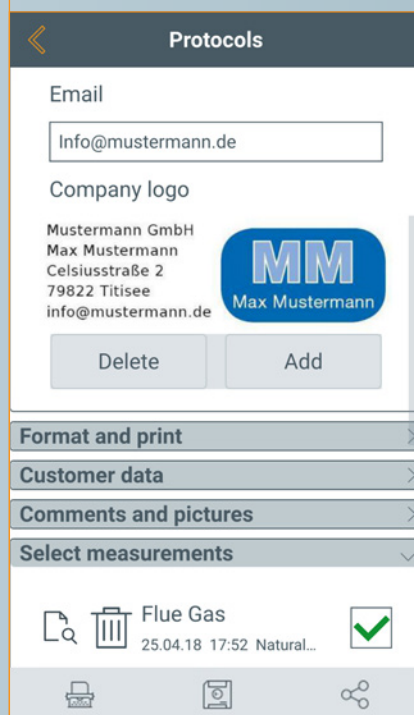 Protocols
Email
Info@mustermann.de
Company logo
Mustermann GmbH
Max Mustermann
Celsiusstraße 2
79822 Titisee
info@mustermann.de
MM
Max Mustermann
Delete Add
Format and print
Customer data
Comments and pictures
Select measurements
Flue Gas
25.04.18 17:52 Natural...